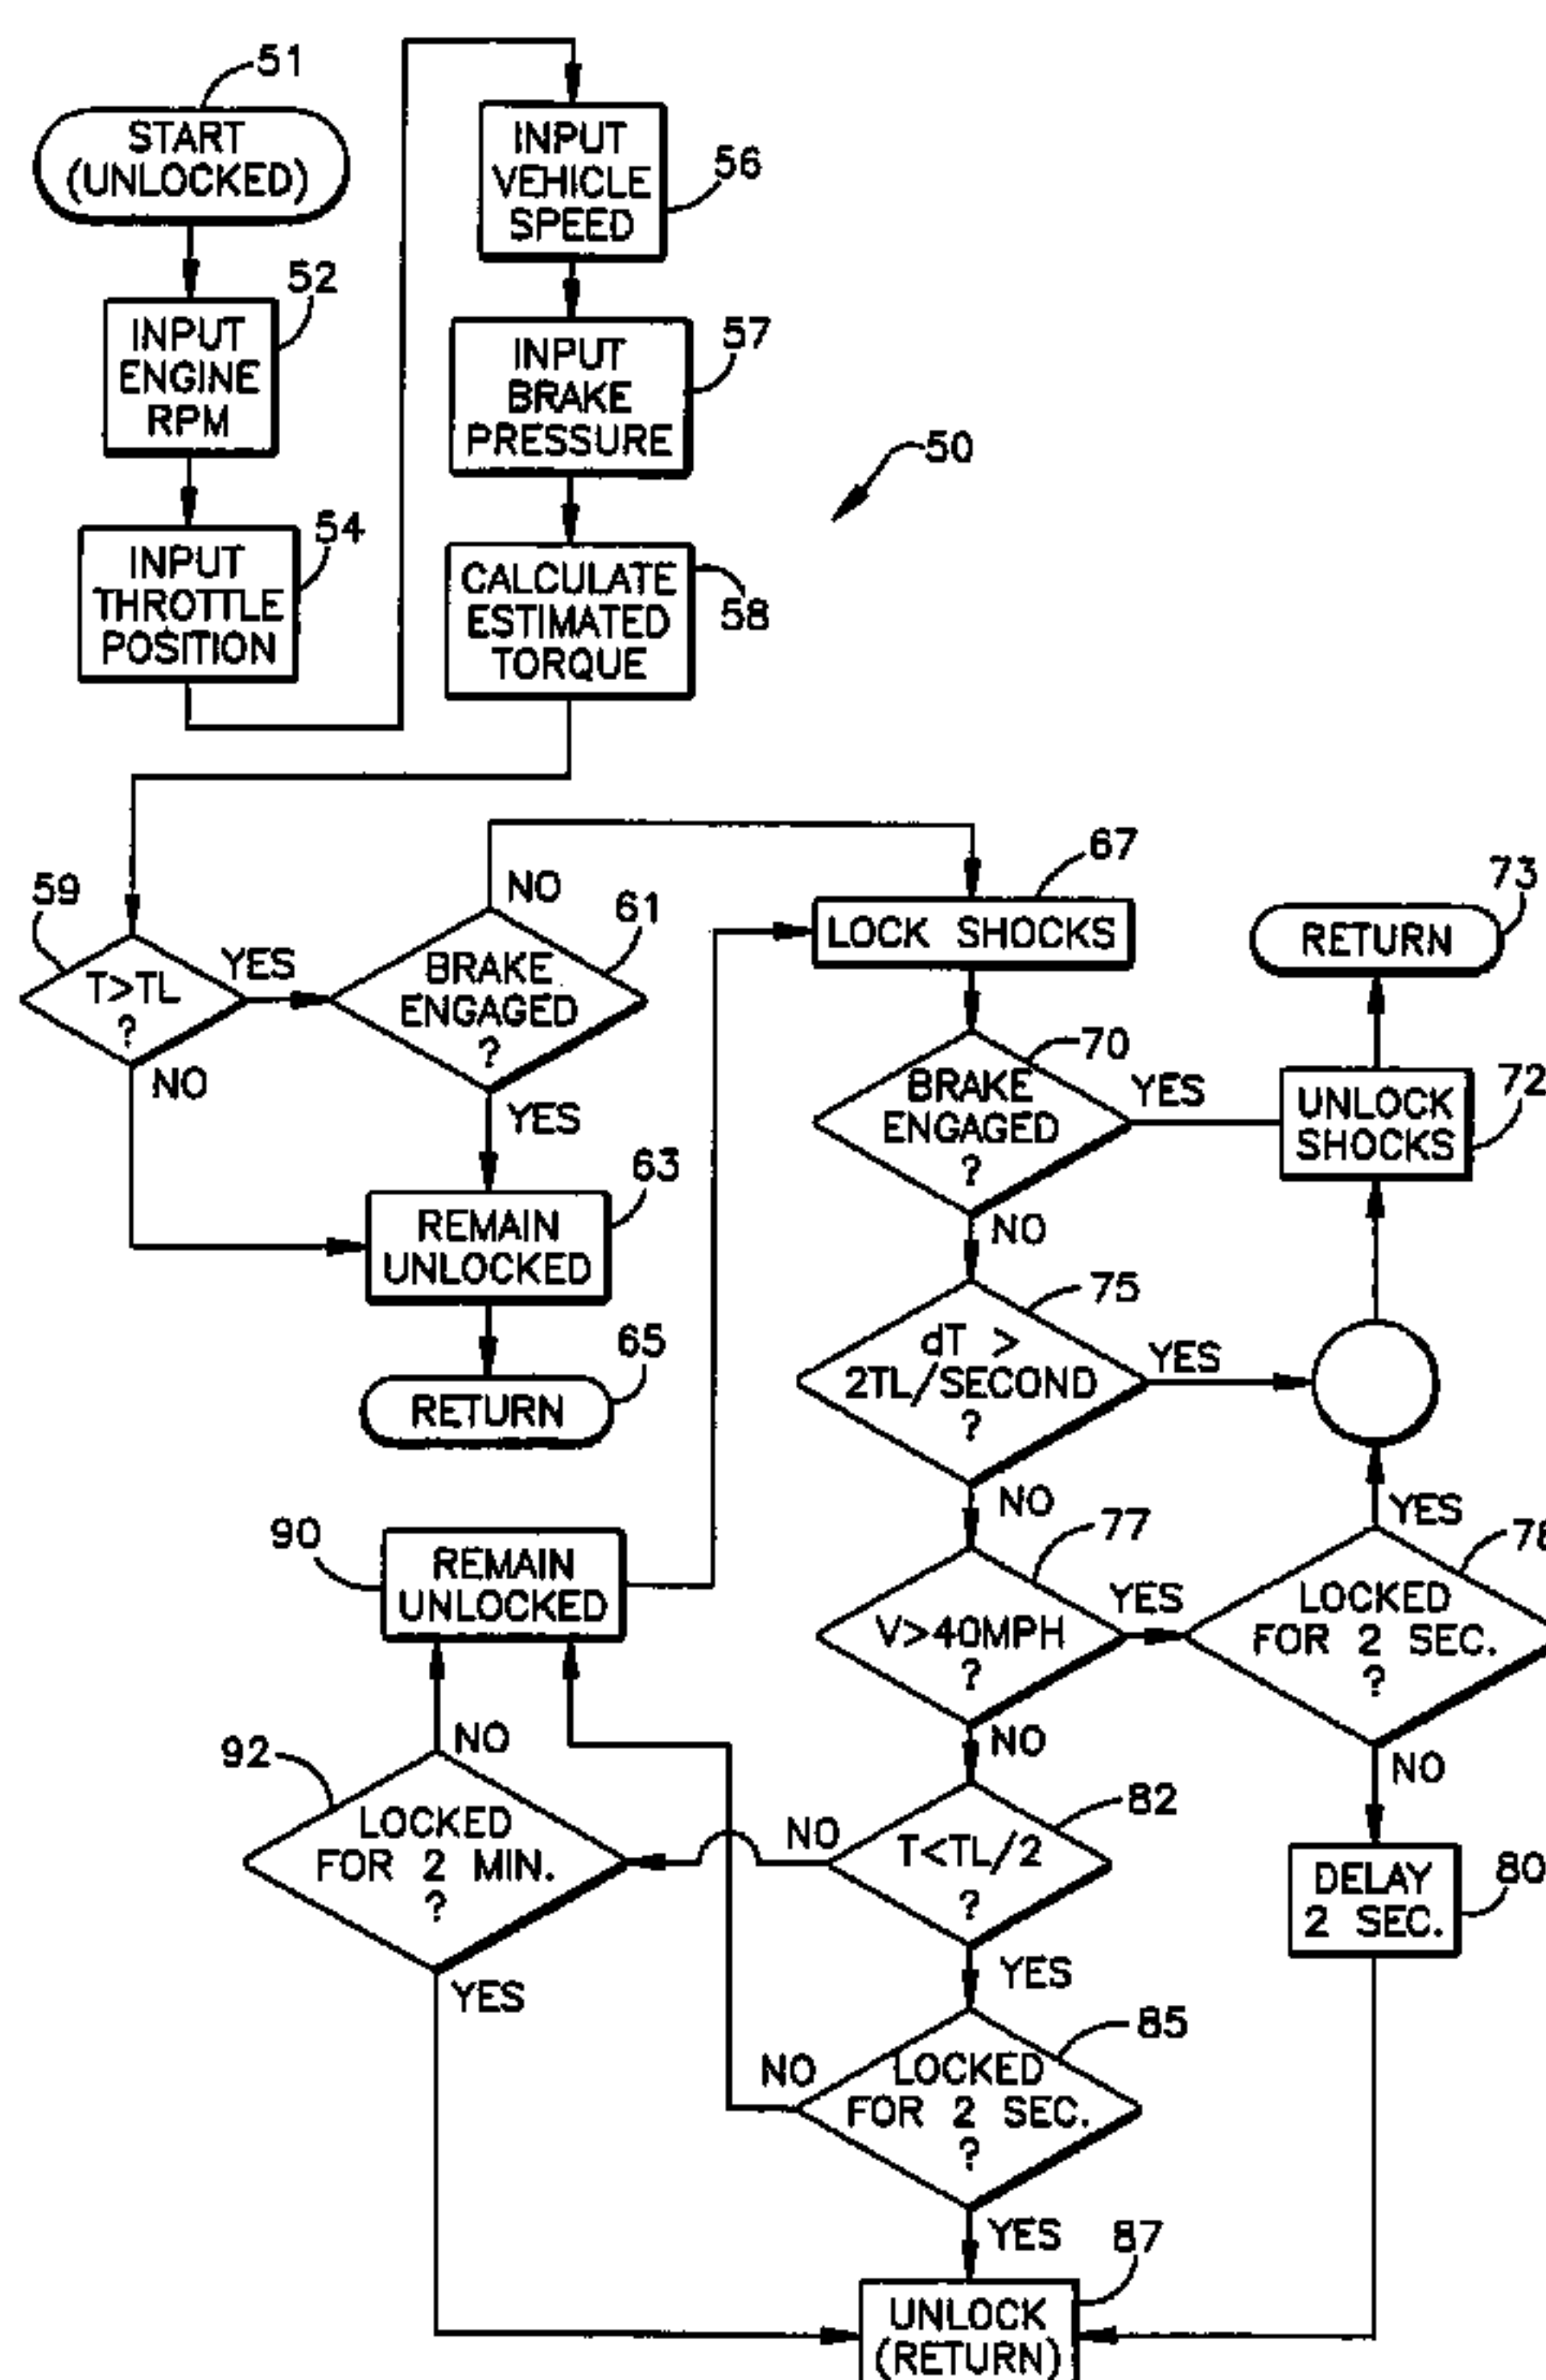 51
START
(UNLOCKED)
52
INPUT
ENGINE
RPM
54
INPUT
THROTTLE
POSITION
INPUT
VEHICLE
SPEED
56
INPUT
BRAKE
PRESSURE
57
CALCULATE
ESTIMATED
TORQUE
58
50
59
T>TL
?
YES
NO
61
BRAKE
ENGAGED
?
NO
YES
63
REMAIN
UNLOCKED
65
RETURN
67
LOCK SHOCKS
70
BRAKE
ENGAGED
?
YES
NO
72
UNLOCK
SHOCKS
73
RETURN
75
dT >
2TL/SECOND
?
YES
NO
77
V>40MPH
?
YES
NO
LOCKED
FOR 2 SEC.
?
YES
NO
80
DELAY
2 SEC.
82
T<TL/2
?
NO
YES
85
LOCKED
FOR 2 SEC.
?
NO
YES
87
UNLOCK
(RETURN)
90
REMAIN
UNLOCKED
92
LOCKED
FOR 2 MIN.
?
NO
YES